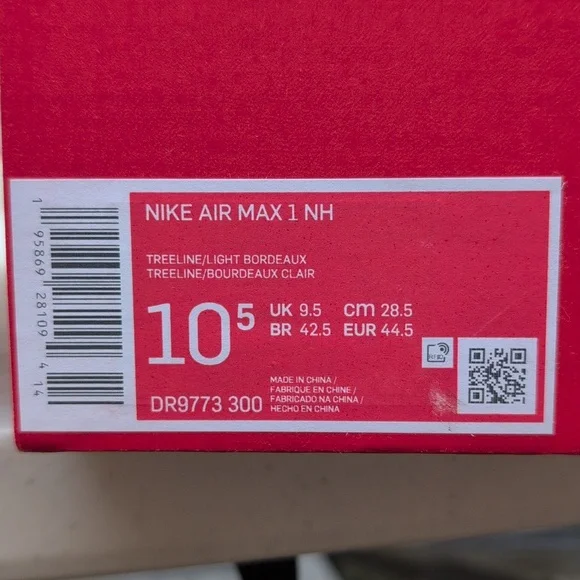 NIKE AIR MAX 1 NH
TREELINE/LIGHT BORDEAUX
TREELINE/BOURDEAUX CLAIR
10⁵
UK 9.5 cm 28.5
BR 42.5 EUR 44.5
MADE IN CHINA /
FABRIQUE EN CHINE /
FABRICADO NA CHINA /
HECHO EN CHINA
DR9773 300
1 95869 28109 4 14